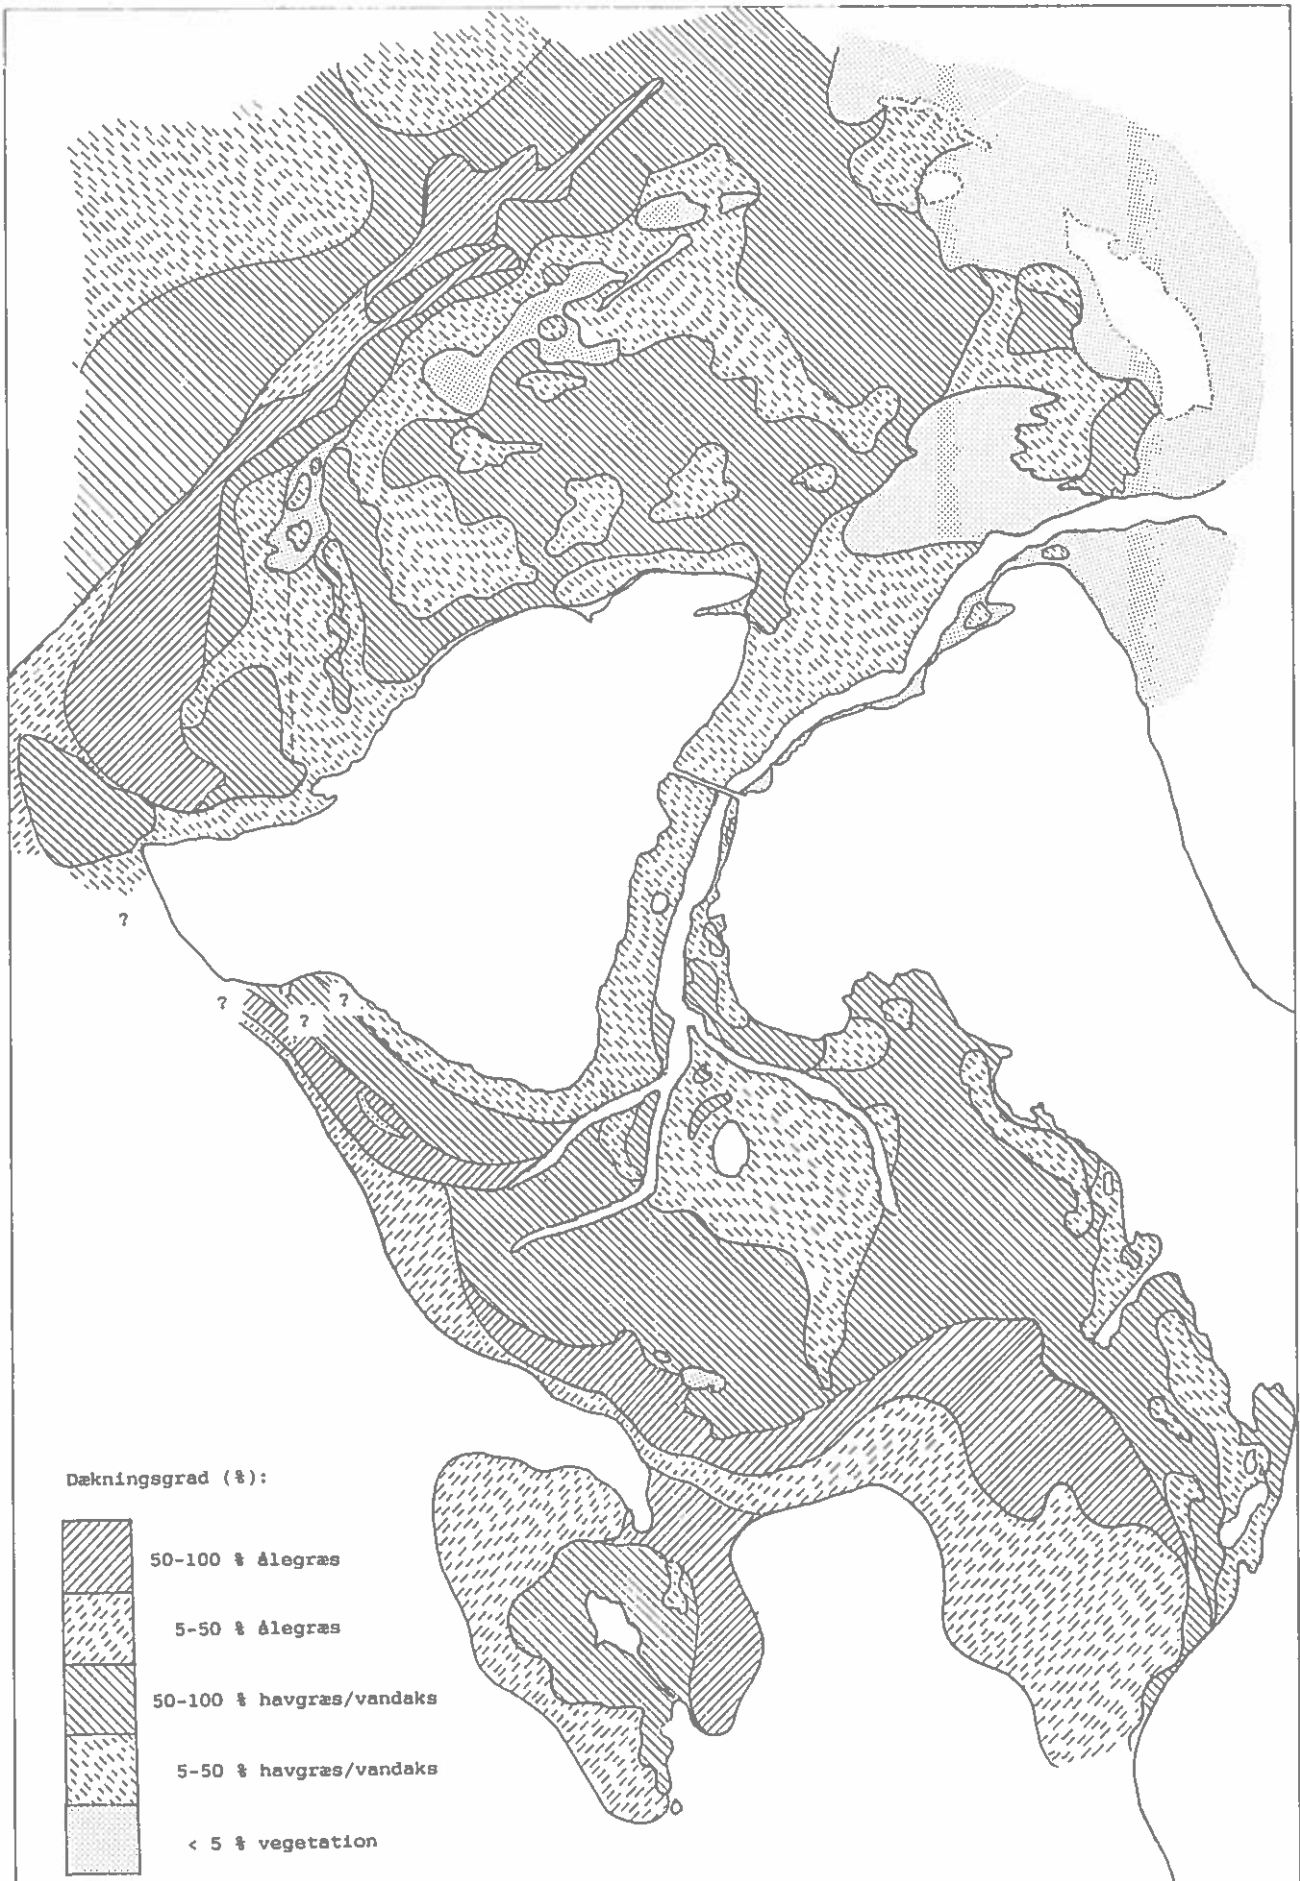 ?
?
?
?
Dækningsgrad (%):
50-100 % ålegræs
5-50 % ålegræs
50-100 % havgræs/vandaks
5-50 % havgræs/vandaks
< 5 % vegetation